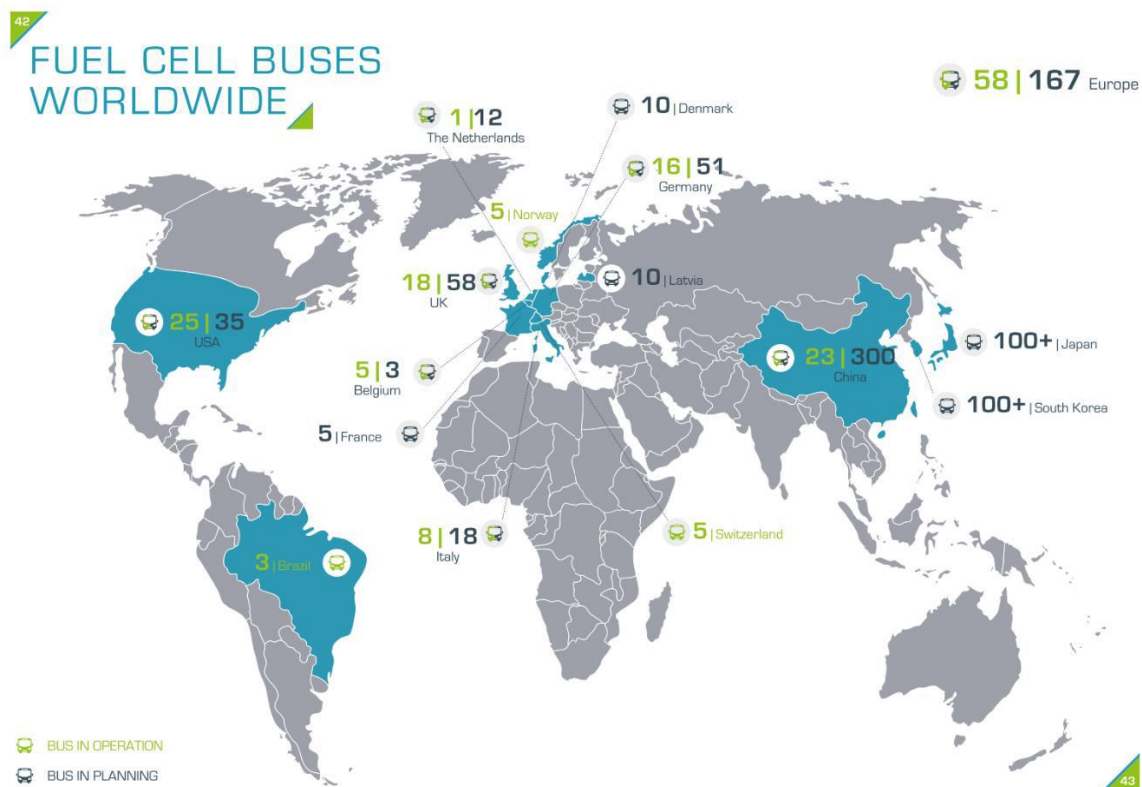 42
FUEL CELL BUSES
WORLDWIDE
58 | 167 Europe
1 | 12
The Netherlands
10 | Denmark
16 | 51
Germany
5 | Norway
18 | 58
UK
10 | Latvia
25 | 35
USA
23 | 300
China
100+ | Japan
5 | 3
Belgium
100+ | South Korea
5 | France
8 | 18
Italy
5 | Switzerland
3 | Brazil
BUS IN OPERATION
BUS IN PLANNING
43